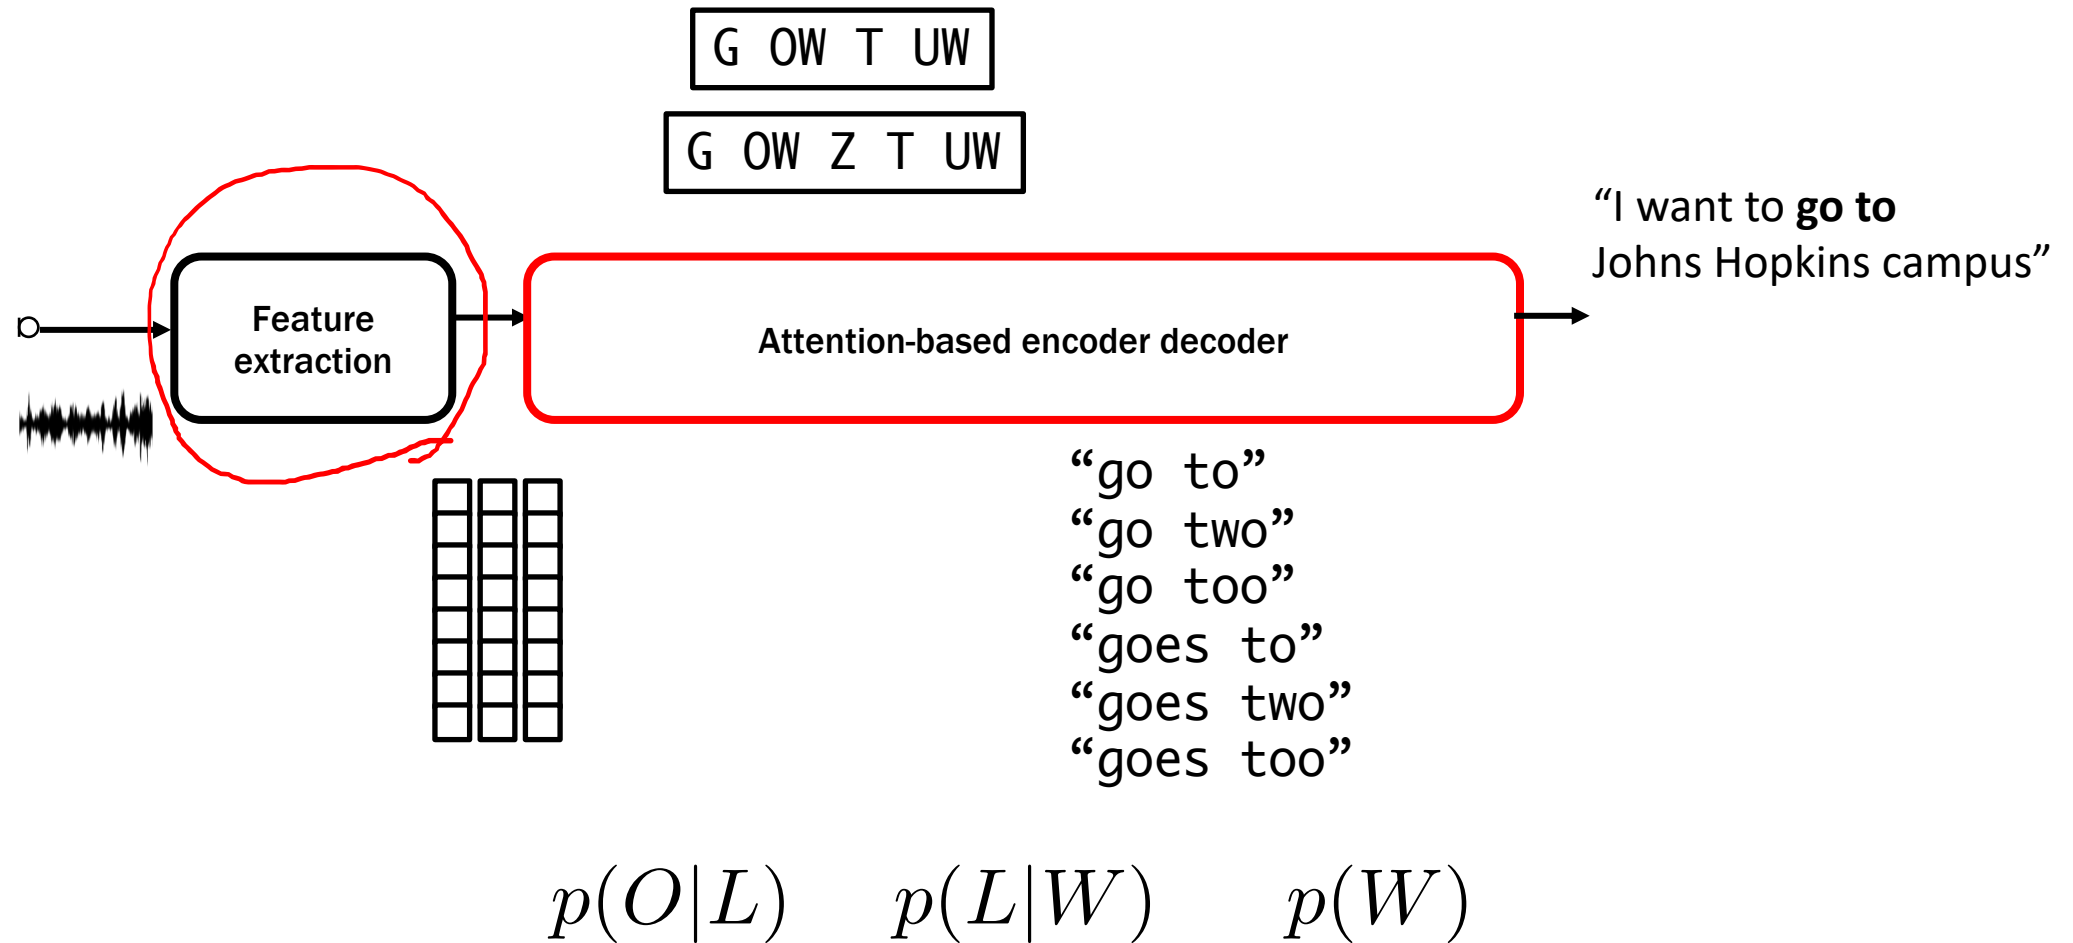 G OW T UW
G OW Z T UW
“I want to go to
Johns Hopkins campus”
Feature
extraction
Attention-based encoder decoder
“go to”
“go two”
“go too”
“goes to”
“goes two”
“goes too”
p(O|L) p(L|W) p(W)